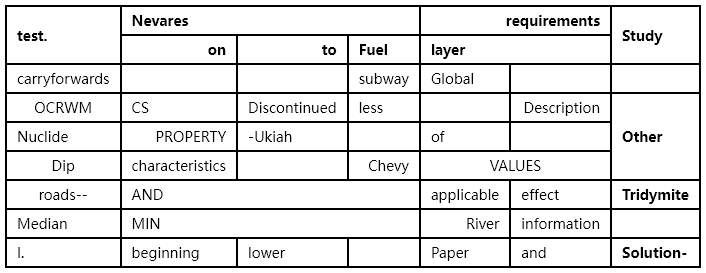 test. Nevares requirements Study
on to Fuel layer
carryforwards subway Global
OCRWM CS Discontinued less Description
Nuclide PROPERTY -Ukiah of Other
Dip characteristics Chevy VALUES
roads-- AND applicable effect Tridymite
Median MIN River information
I. beginning lower Paper and Solution-